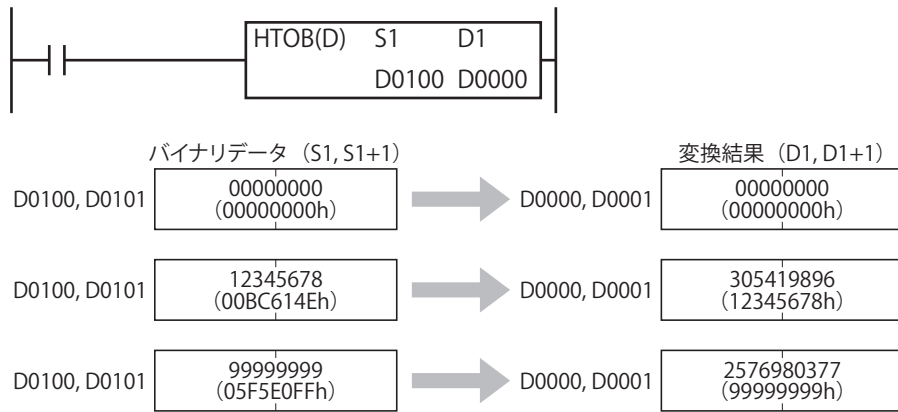 HTOB(D) S1 D1
D0100 D0000
バイナリデータ（S1, S1+1） 変換結果（D1, D1+1）
D0100, D0101 00000000 （00000000h） D0000, D0001 00000000 （00000000h）
D0100, D0101 12345678 （00BC614Eh） D0000, D0001 305419896 （12345678h）
D0100, D0101 99999999 （05F5E0FFh） D0000, D0001 2576980377 （99999999h）